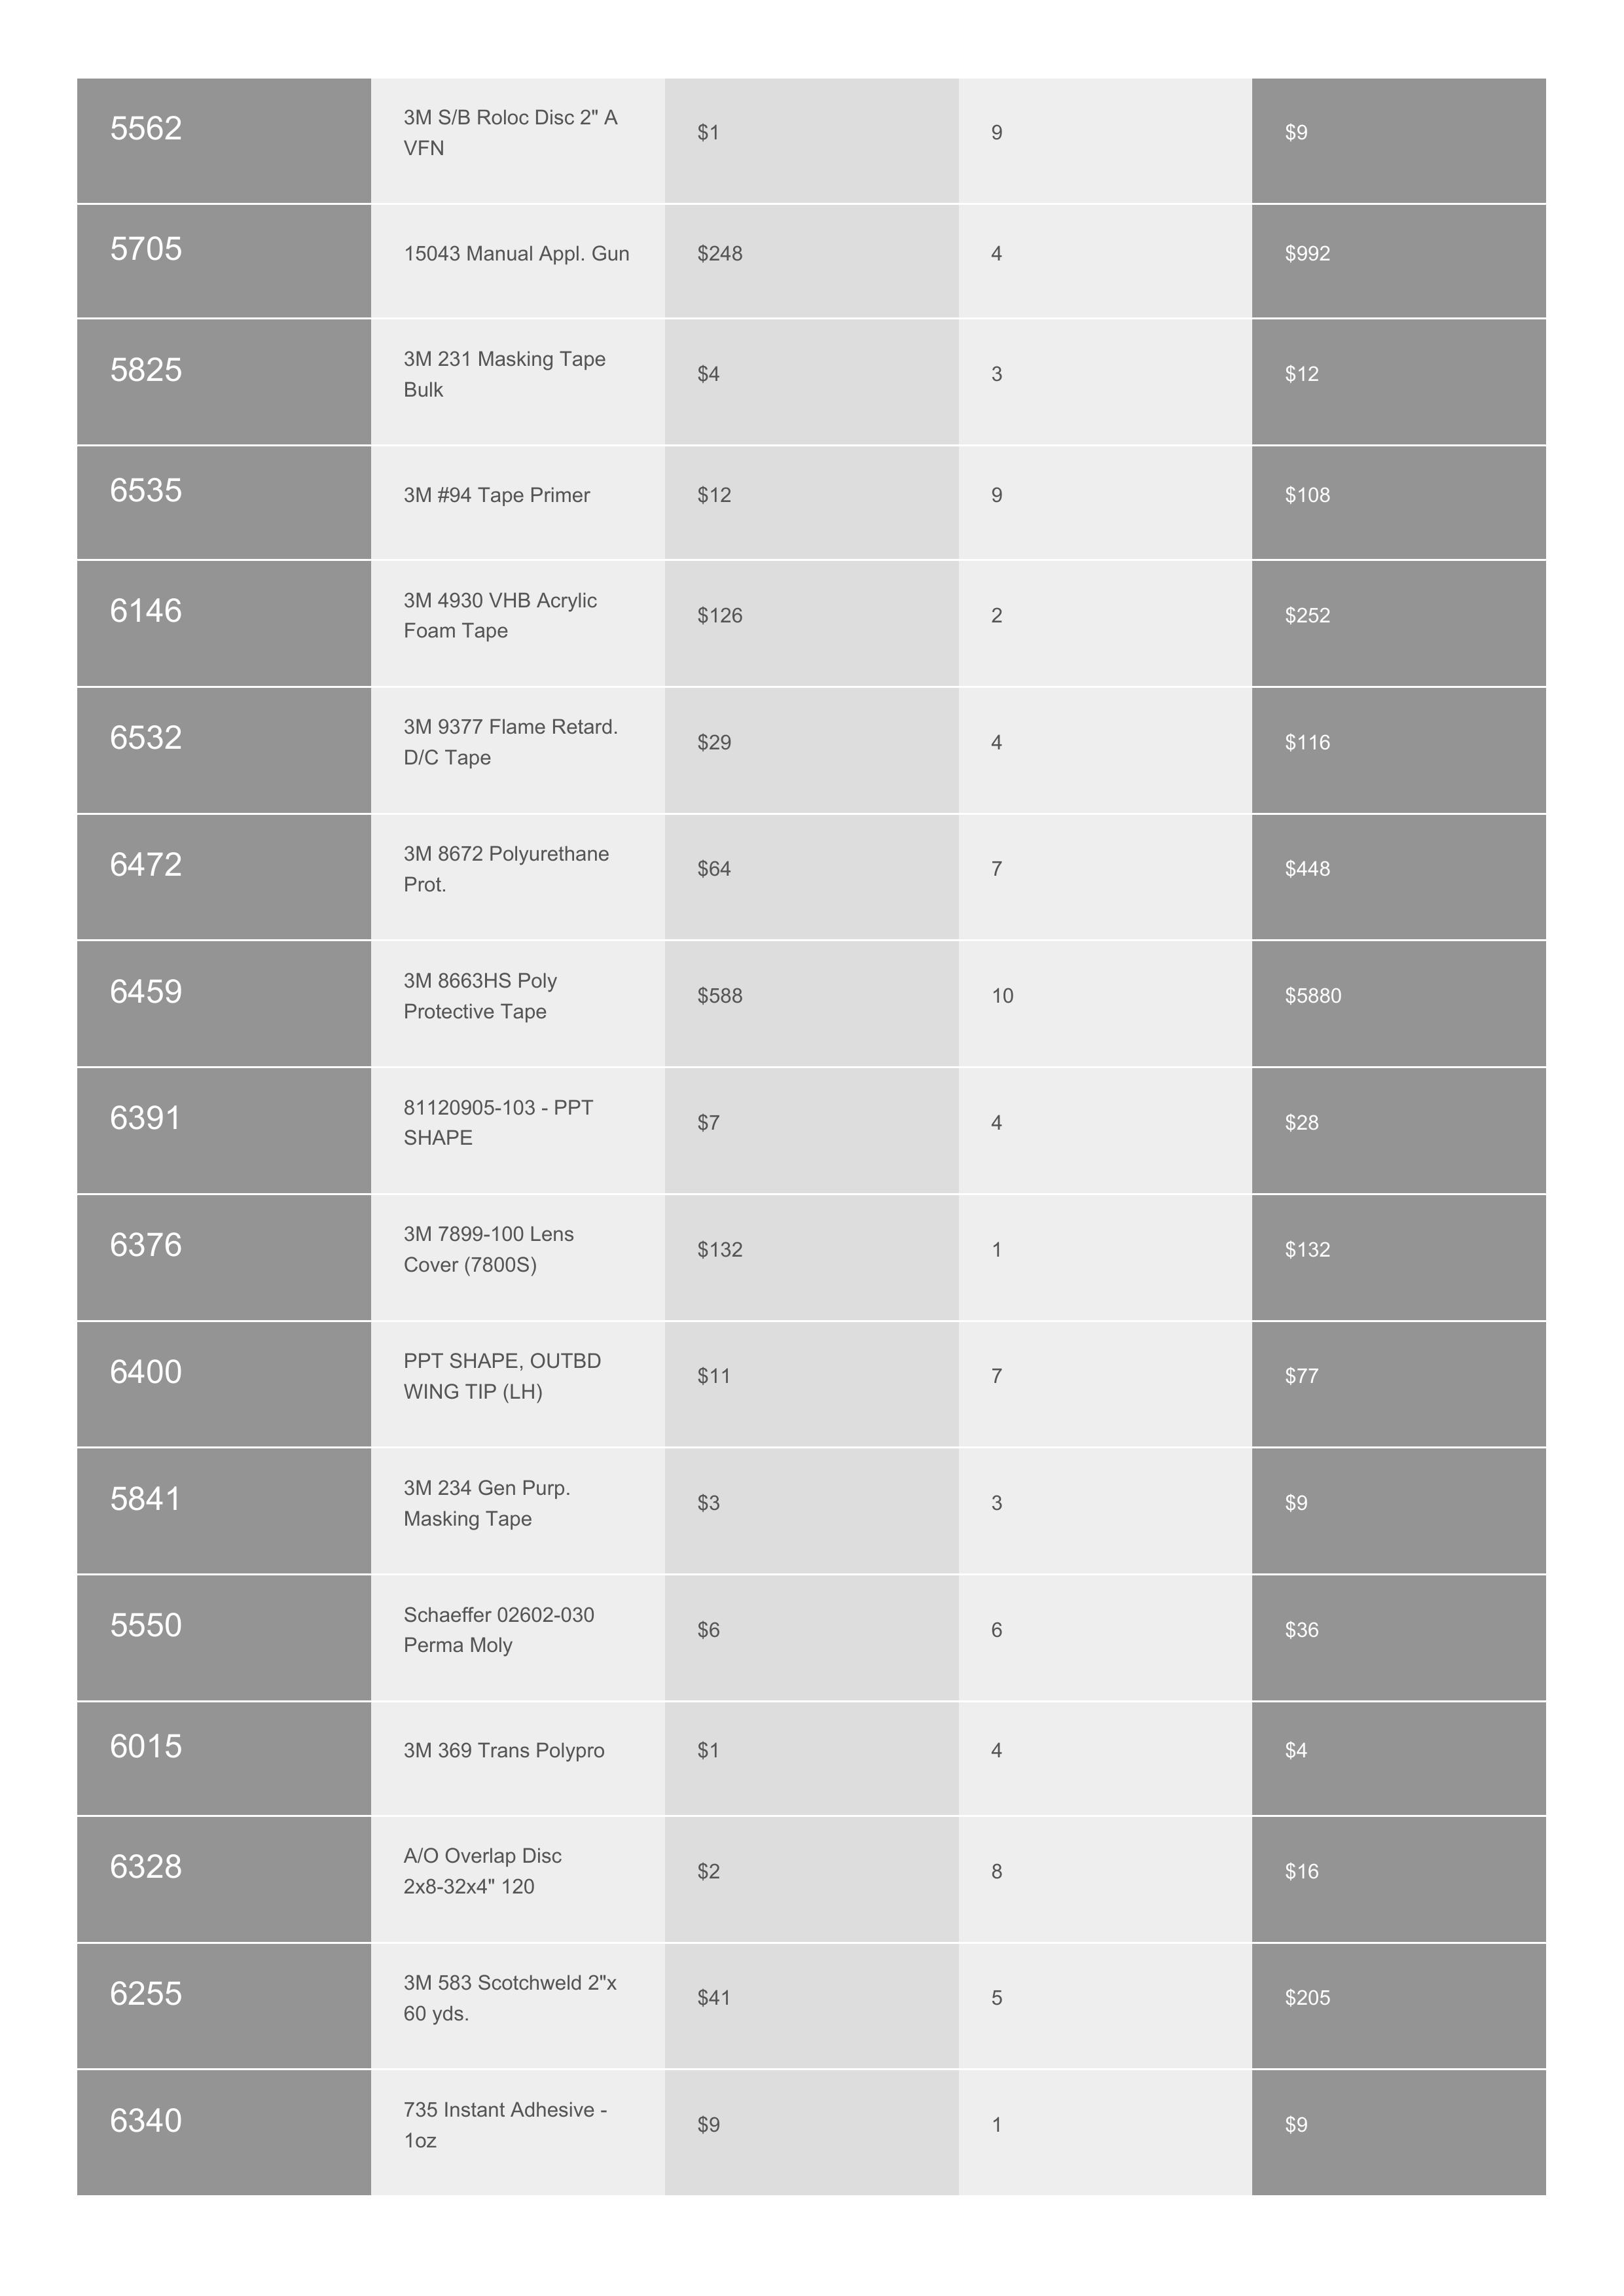 5562 3M S/B Roloc Disc 2" A $1 9 $9
VFN
5705 15043 Manual Appl. Gun $248 4 $992
5825 3M 231 Masking Tape $4 3 $12
Bulk
6535 3M #94 Tape Primer $12 9 $108
6146 3M 4930 VHB Acrylic $126 2 $252
Foam Tape
6532 3M 9377 Flame Retard. $29 4 $116
D/C Tape
6472 3M 8672 Polyurethane $64 7 $448
Prot.
6459 3M 8663HS Poly $588 10 $5880
Protective Tape
6391 81120905-103 - PPT $7 4 $28
SHAPE
6376 3M 7899-100 Lens $132 1 $132
Cover (7800S)
6400 PPT SHAPE, OUTBD $11 7 $77
WING TIP (LH)
5841 3M 234 Gen Purp. $3 3 $9
Masking Tape
5550 Schaeffer 02602-030 $6 6 $36
Perma Moly
6015 3M 369 Trans Polypro $1 4 $4
6328 A/O Overlap Disc $2 8 $16
2x8-32x4" 120
6255 3M 583 Scotchweld 2"x $41 5 $205
60 yds.
6340 735 Instant Adhesive - $9 1 $9
1oz